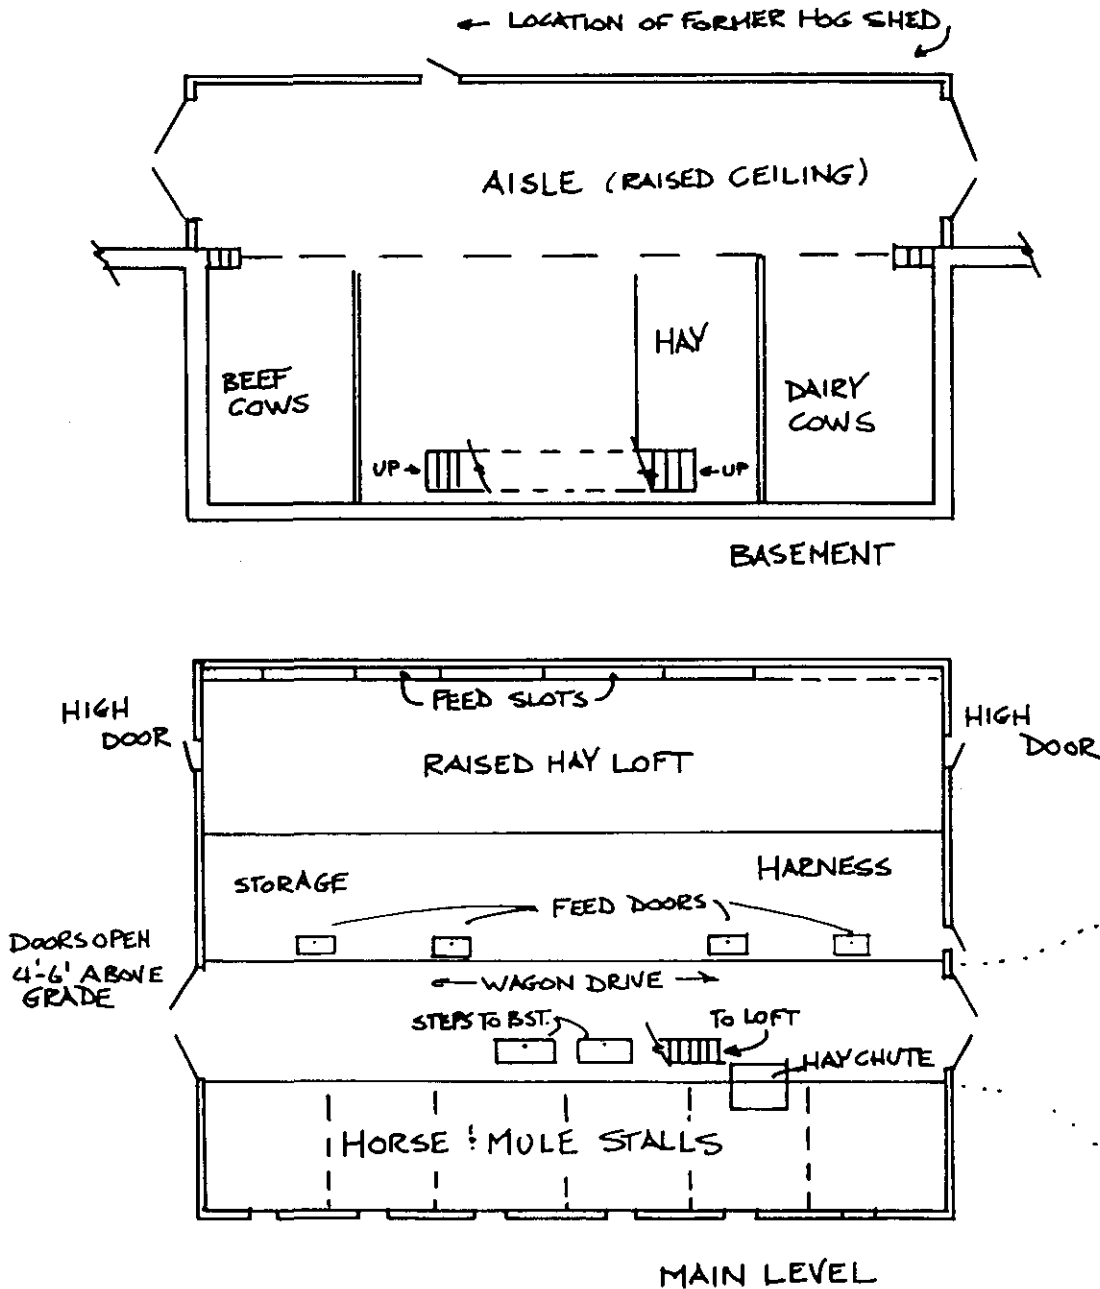 ← LOCATION OF FORMER HOG SHED
AISLE (RAISED CEILING)
HAY
BEEF
COWS
DAIRY
COWS
UP →
← UP
BASEMENT
FEED SLOTS
HIGH
DOOR
HIGH
DOOR
RAISED HAY LOFT
STORAGE
HARNESS
FEED DOORS
DOORS OPEN
4'-6' ABOVE
GRADE
← WAGON DRIVE →
STEPS TO BST.
TO LOFT
HAY CHUTE
HORSE & MULE STALLS
MAIN LEVEL